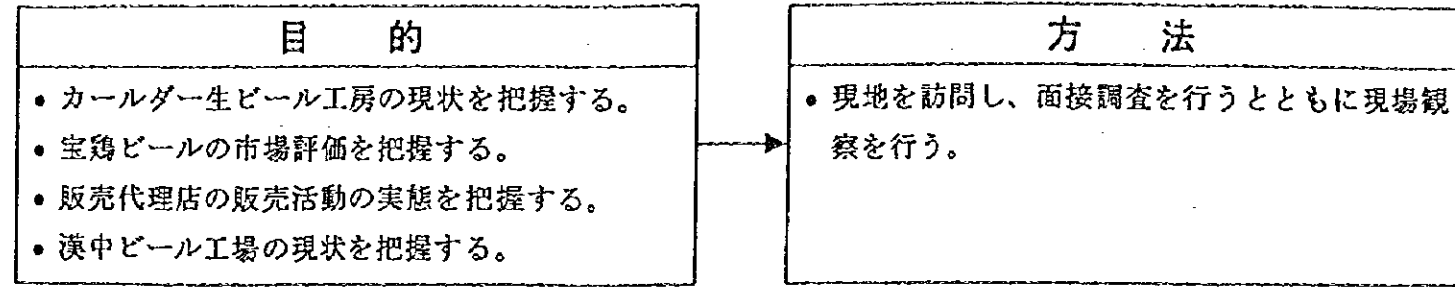 目　的
• カールダー生ビール工房の現状を把握する。
• 宝鶏ビールの市場評価を把握する。
• 販売代理店の販売活動の実態を把握する。
• 漢中ビール工場の現状を把握する。
方　法
• 現地を訪問し、面接調査を行うとともに現場観
察を行う。